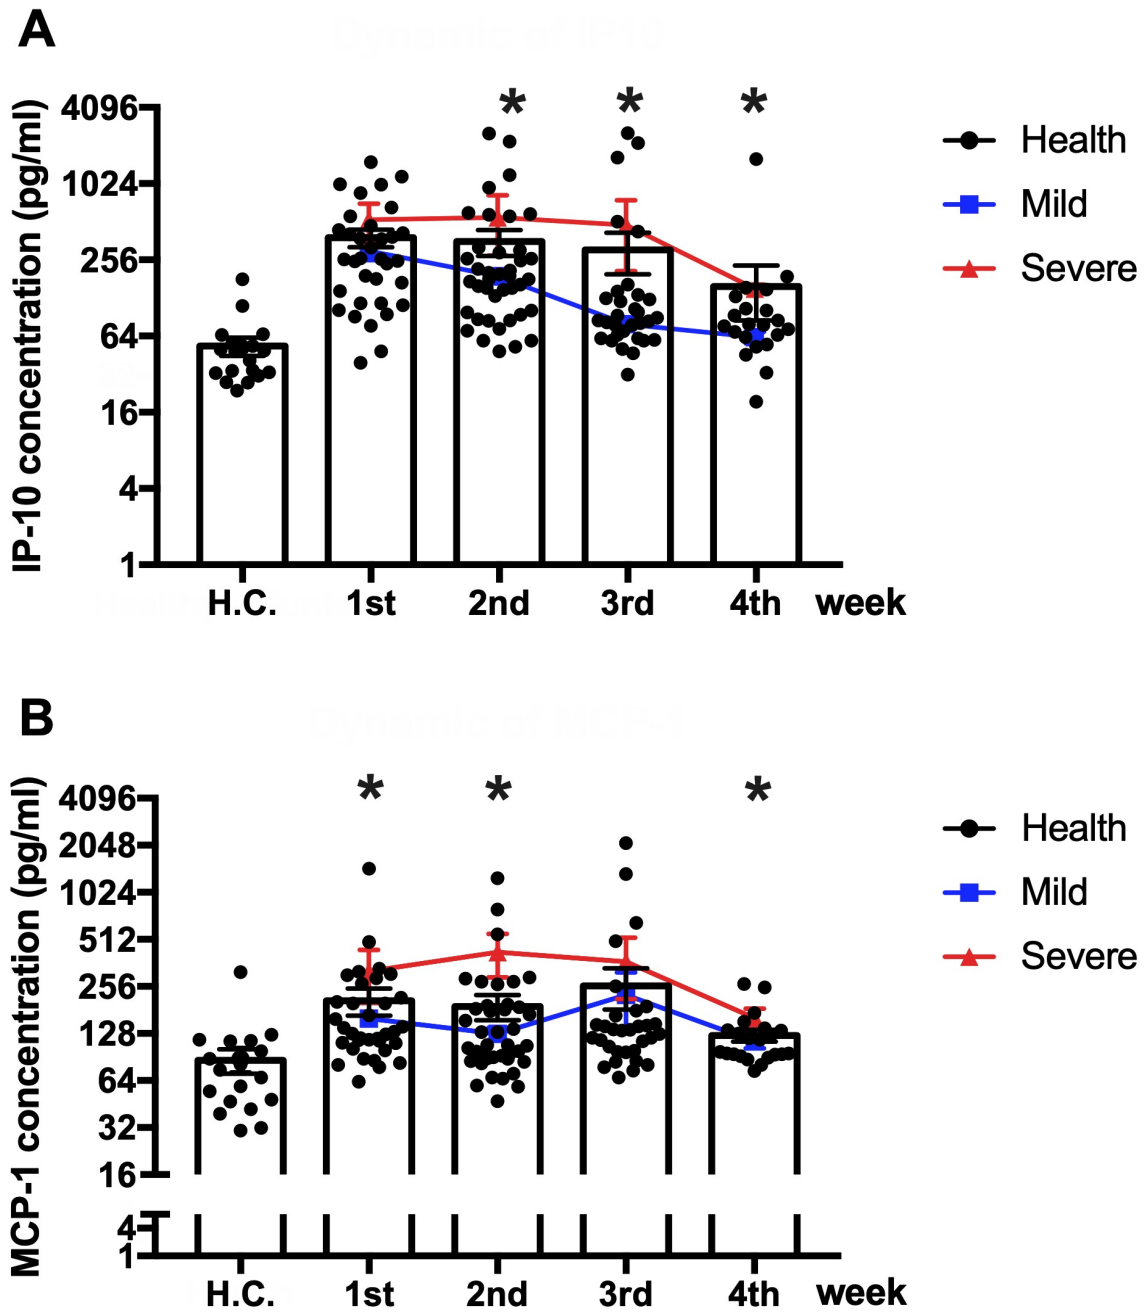 A
IP-10 concentration (pg/ml)
4096
1024
256
64
16
4
1
* * *
Health
Mild
Severe
H.C. 1st 2nd 3rd 4th week
B
MCP-1 concentration (pg/ml)
4096
2048
1024
512
256
128
64
32
16
4
1
* * *
Health
Mild
Severe
H.C. 1st 2nd 3rd 4th week